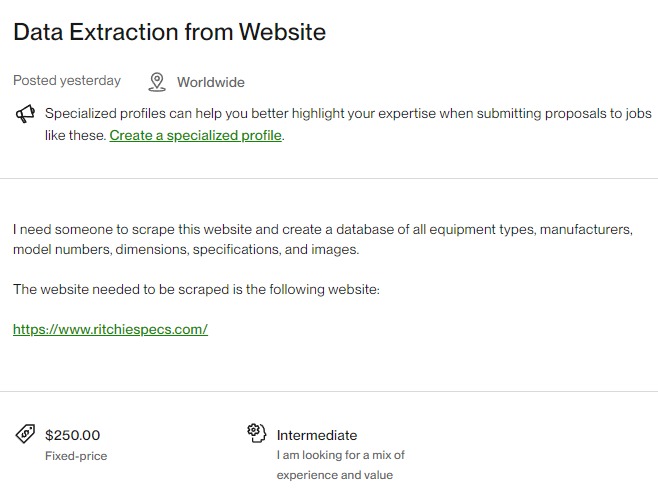 Data Extraction from Website
Posted yesterday Worldwide
Specialized profiles can help you better highlight your expertise when submitting proposals to jobs
like these. Create a specialized profile.
I need someone to scrape this website and create a database of all equipment types, manufacturers,
model numbers, dimensions, specifications, and images.
The website needed to be scraped is the following website:
https://www.ritchiespecs.com/
$250.00
Fixed-price
Intermediate
I am looking for a mix of
experience and value